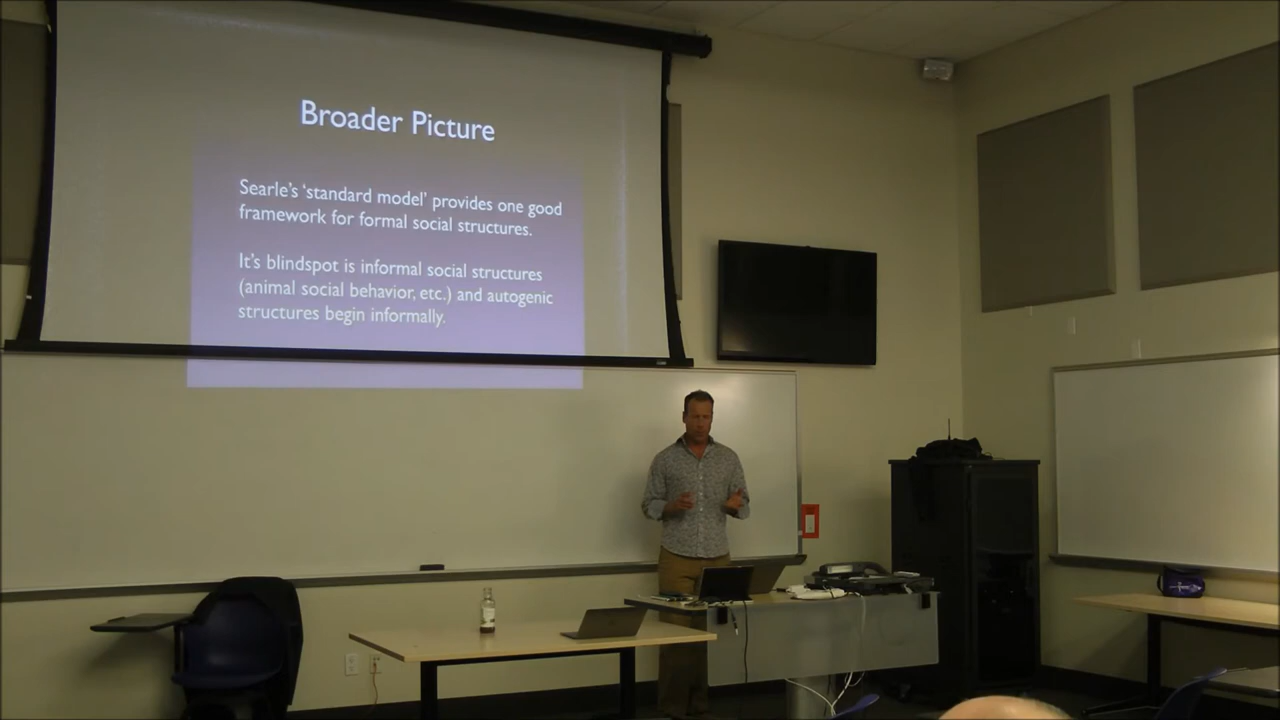 Broader Picture
Searle's 'standard model' provides one good
framework for formal social structures.
It's blindspot is informal social structures
(animal social behavior, etc.) and autogenic
structures begin informally.